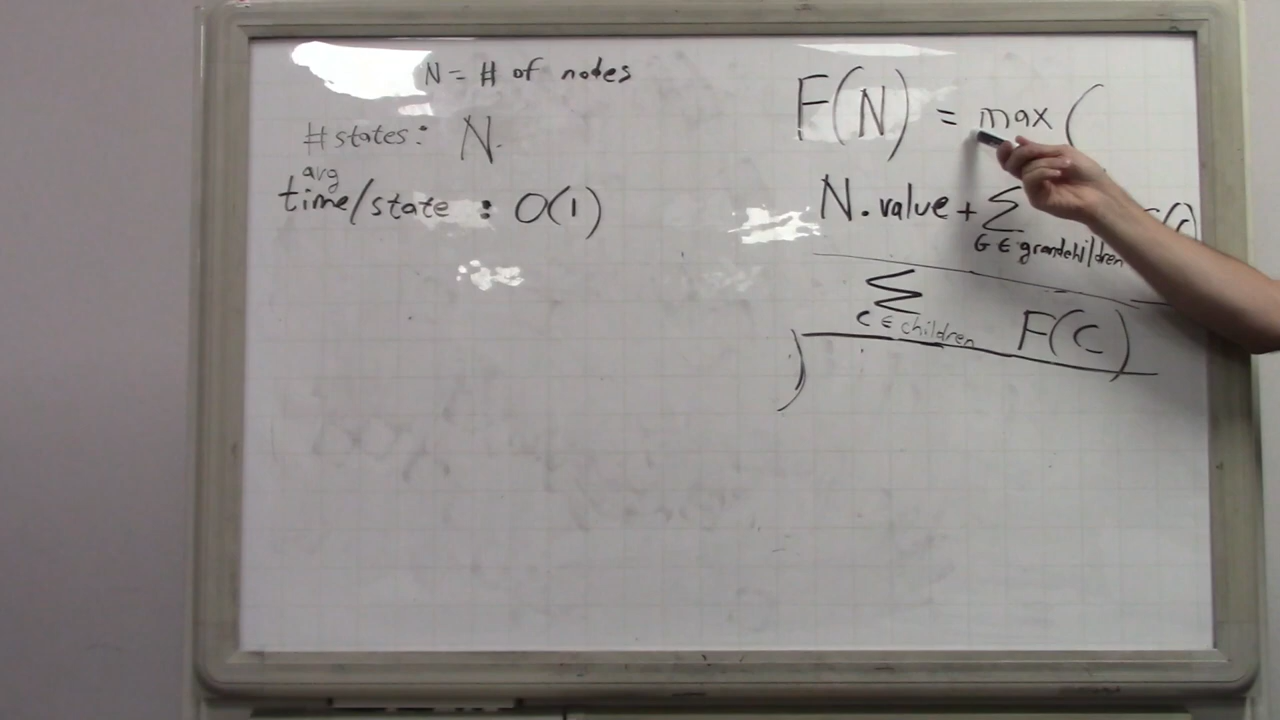 N = # of nodes
# states: N.
avg
time/state : O(1)
F(N) = max (
N.value + Σ
G ∈ grandchildren
Σ F(C)
C ∈ children
)